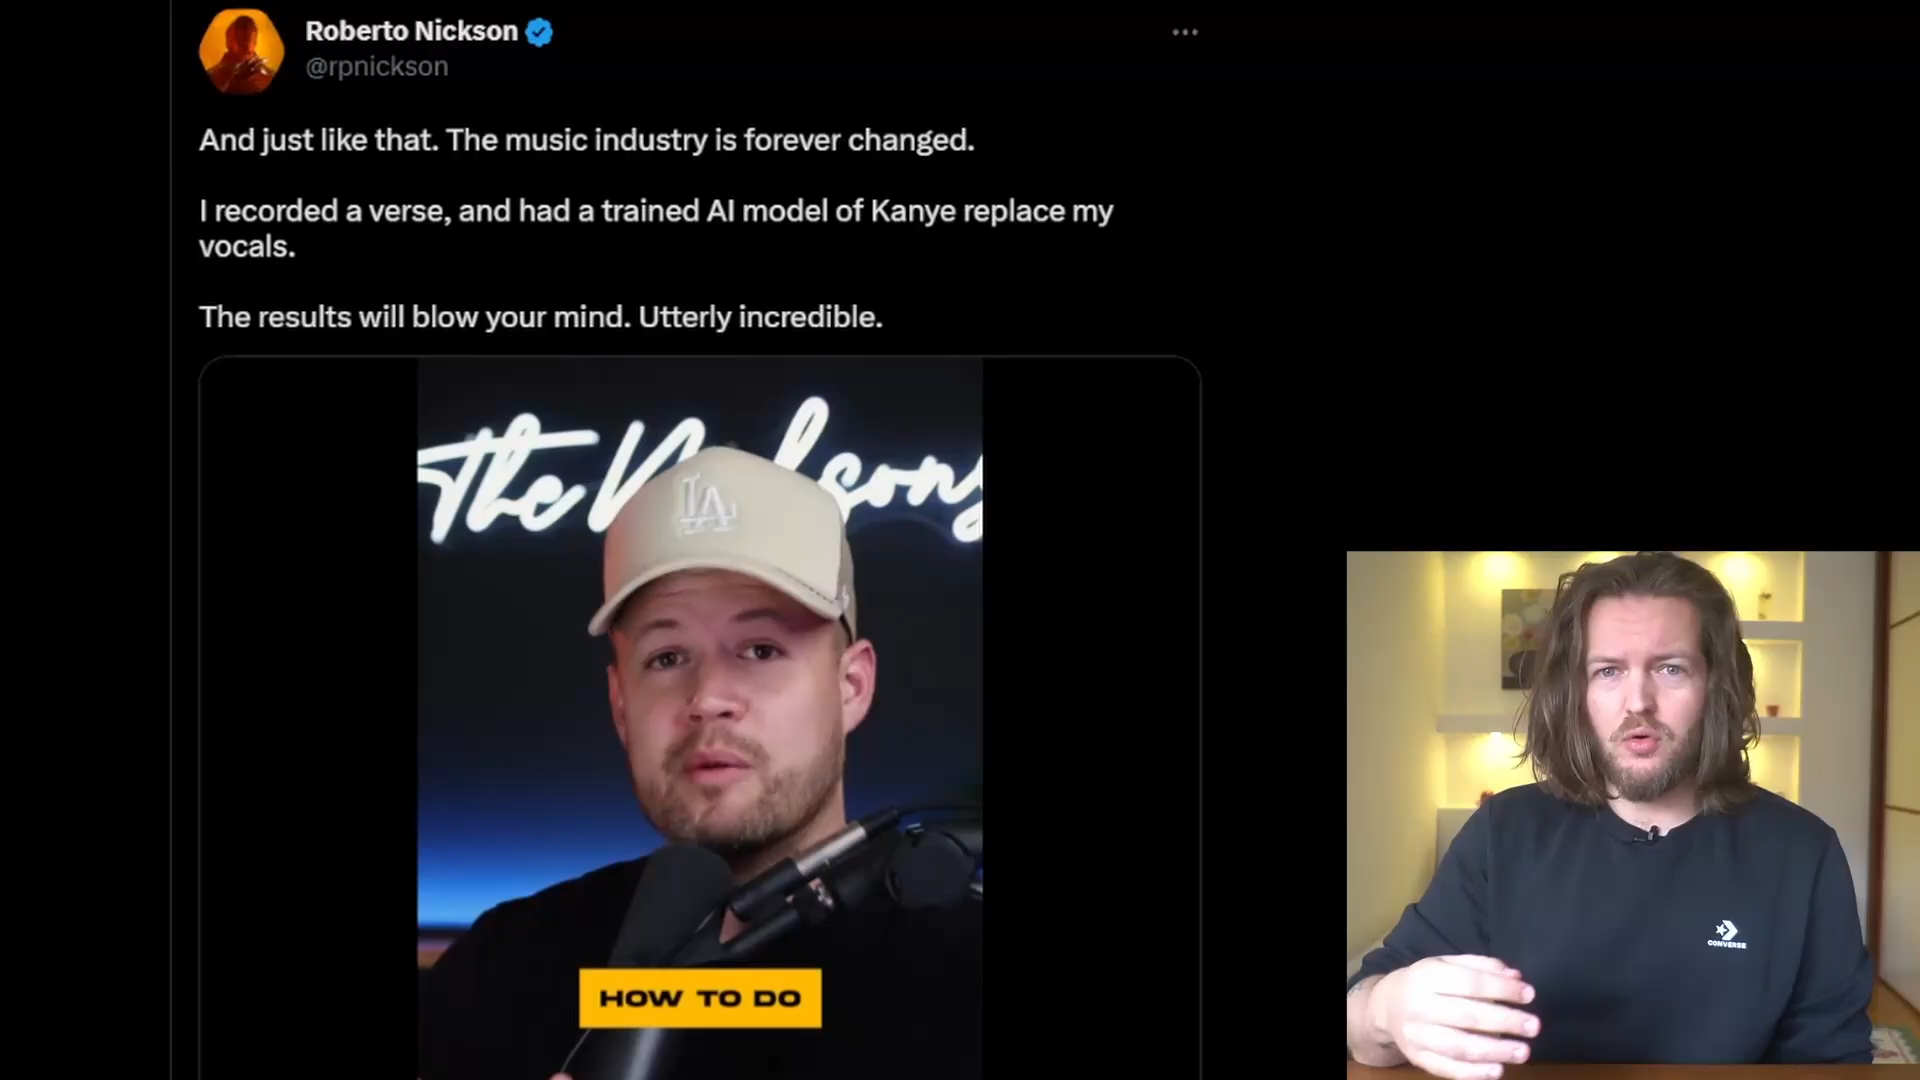 Roberto Nickson
@rpnickson
And just like that. The music industry is forever changed.
I recorded a verse, and had a trained AI model of Kanye replace my
vocals.
The results will blow your mind. Utterly incredible.
The
LA
HOW TO DO
CONVERSE